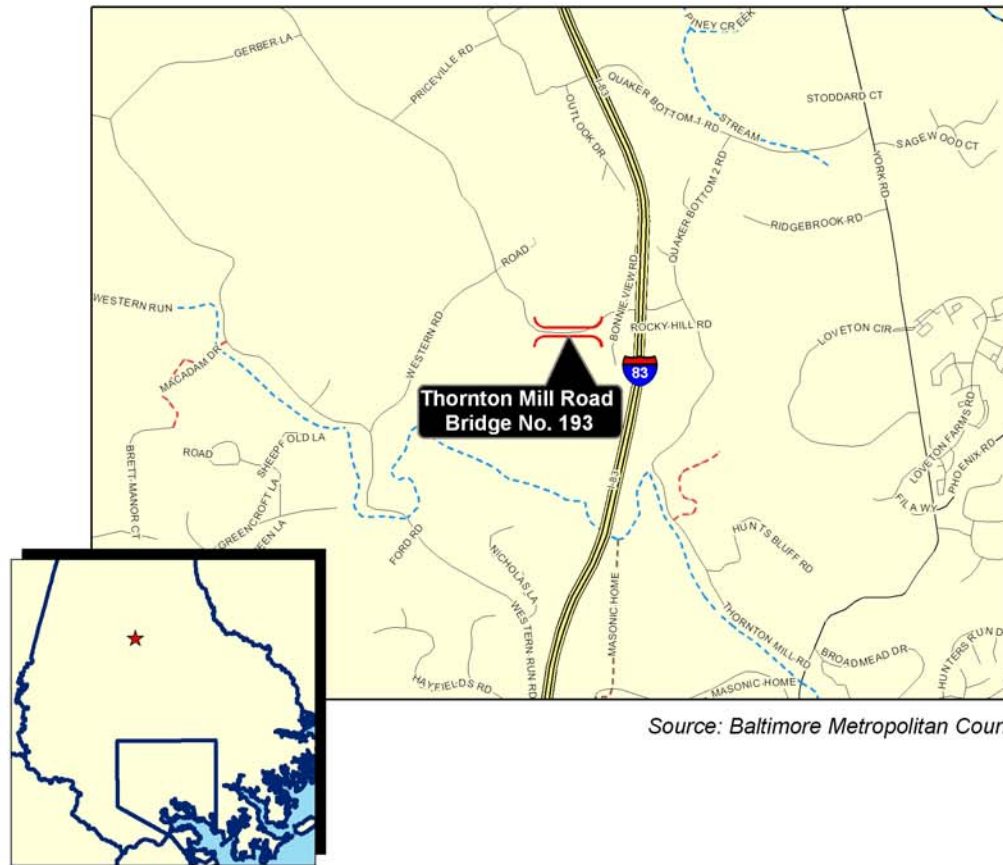 PINEY CREEK
GERBER LA
PRICEVILLE RD
I-83
QUAKER BOTTOM 1 RD
OUTLOOK DR
STREAM
STODDARD CT
SAGEWOOD CT
YORK RD
QUAKER BOTTOM 2 RD
RIDGEBROOK RD
ROAD
WESTERN RUN
WESTERN RD
BONNIE VIEW RD
ROCKY HILL RD
LOVETON CIR
MACADAM DR
83
Thornton Mill Road
Bridge No. 193
LOVETON FARMS RD
PHOENIX RD
FILA WY
BRETT-MANOR CT
ROAD
SHEEPFOLD LA
GREENCROFT LA
EEN LA
I-83
FORD RD
HUNTS BLUFF RD
NICHOLAS LA
WESTERN RUN RD
MASONIC HOME
THORNTON MILL RD
BROADMEAD DR
HUNTERS RUN D
HAYFIELDS RD
MASONIC-HOME
Source: Baltimore Metropolitan Coun